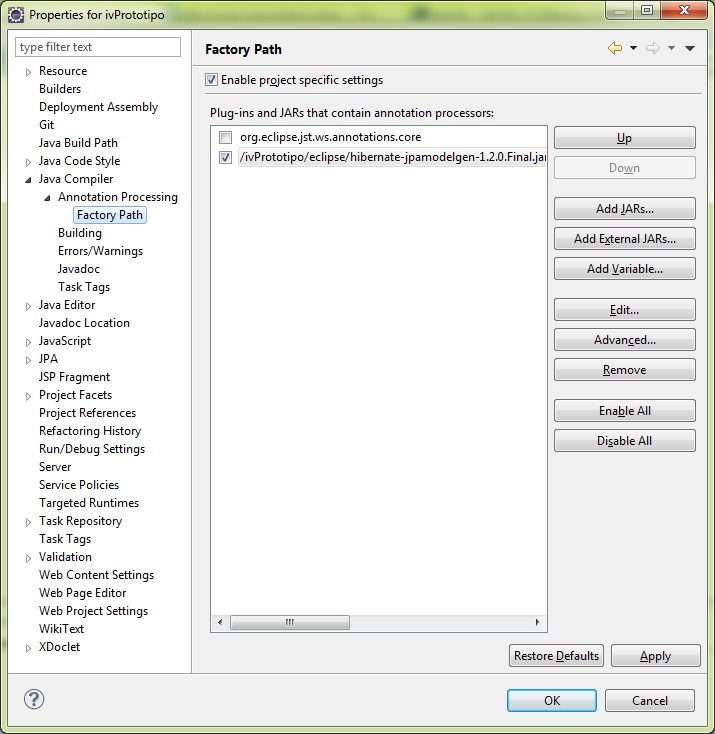 Properties for ivPrototipo
type filter text
Resource
Builders
Deployment Assembly
Git
Java Build Path
Java Code Style
Java Compiler
Annotation Processing
Factory Path
Building
Errors/Warnings
Javadoc
Task Tags
Java Editor
Javadoc Location
JavaScript
JPA
JSP Fragment
Project Facets
Project References
Refactoring History
Run/Debug Settings
Server
Service Policies
Targeted Runtimes
Task Repository
Task Tags
Validation
Web Content Settings
Web Page Editor
Web Project Settings
WikiText
XDoclet
Factory Path
Enable project specific settings
Plug-ins and JARs that contain annotation processors:
org.eclipse.jst.ws.annotations.core
/ivPrototipo/eclipse/hibernate-jpamodelgen-1.2.0.Final.jar
Up
Down
Add JARs...
Add External JARs...
Add Variable...
Edit...
Advanced...
Remove
Enable All
Disable All
Restore Defaults
Apply
?
OK
Cancel